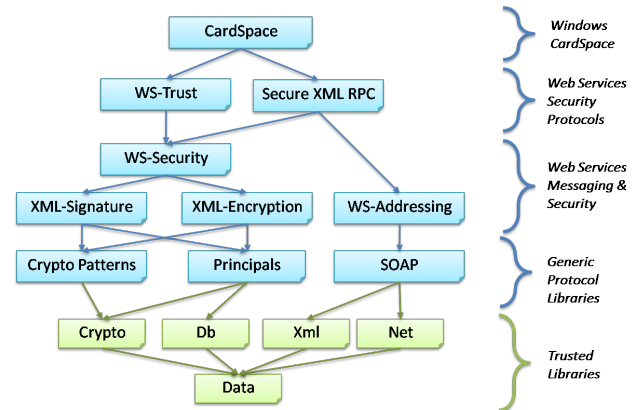 CardSpace
Windows
CardSpace
WS-Trust
Secure XML RPC
Web Services
Security
Protocols
WS-Security
XML-Signature
XML-Encryption
WS-Addressing
Web Services
Messaging &
Security
Crypto Patterns
Principals
SOAP
Generic
Protocol
Libraries
Crypto
Db
Xml
Net
Data
Trusted
Libraries